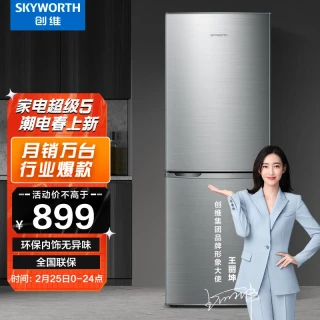 SKYWORTH
创维
SKYWORTH
家电超级5
潮电春上新
月销万台
行业爆款
活动价不高于
¥899
环保内饰无异味
全国联保
时间：2月25日0~24点
创维集团品牌形象大使
王丽坤